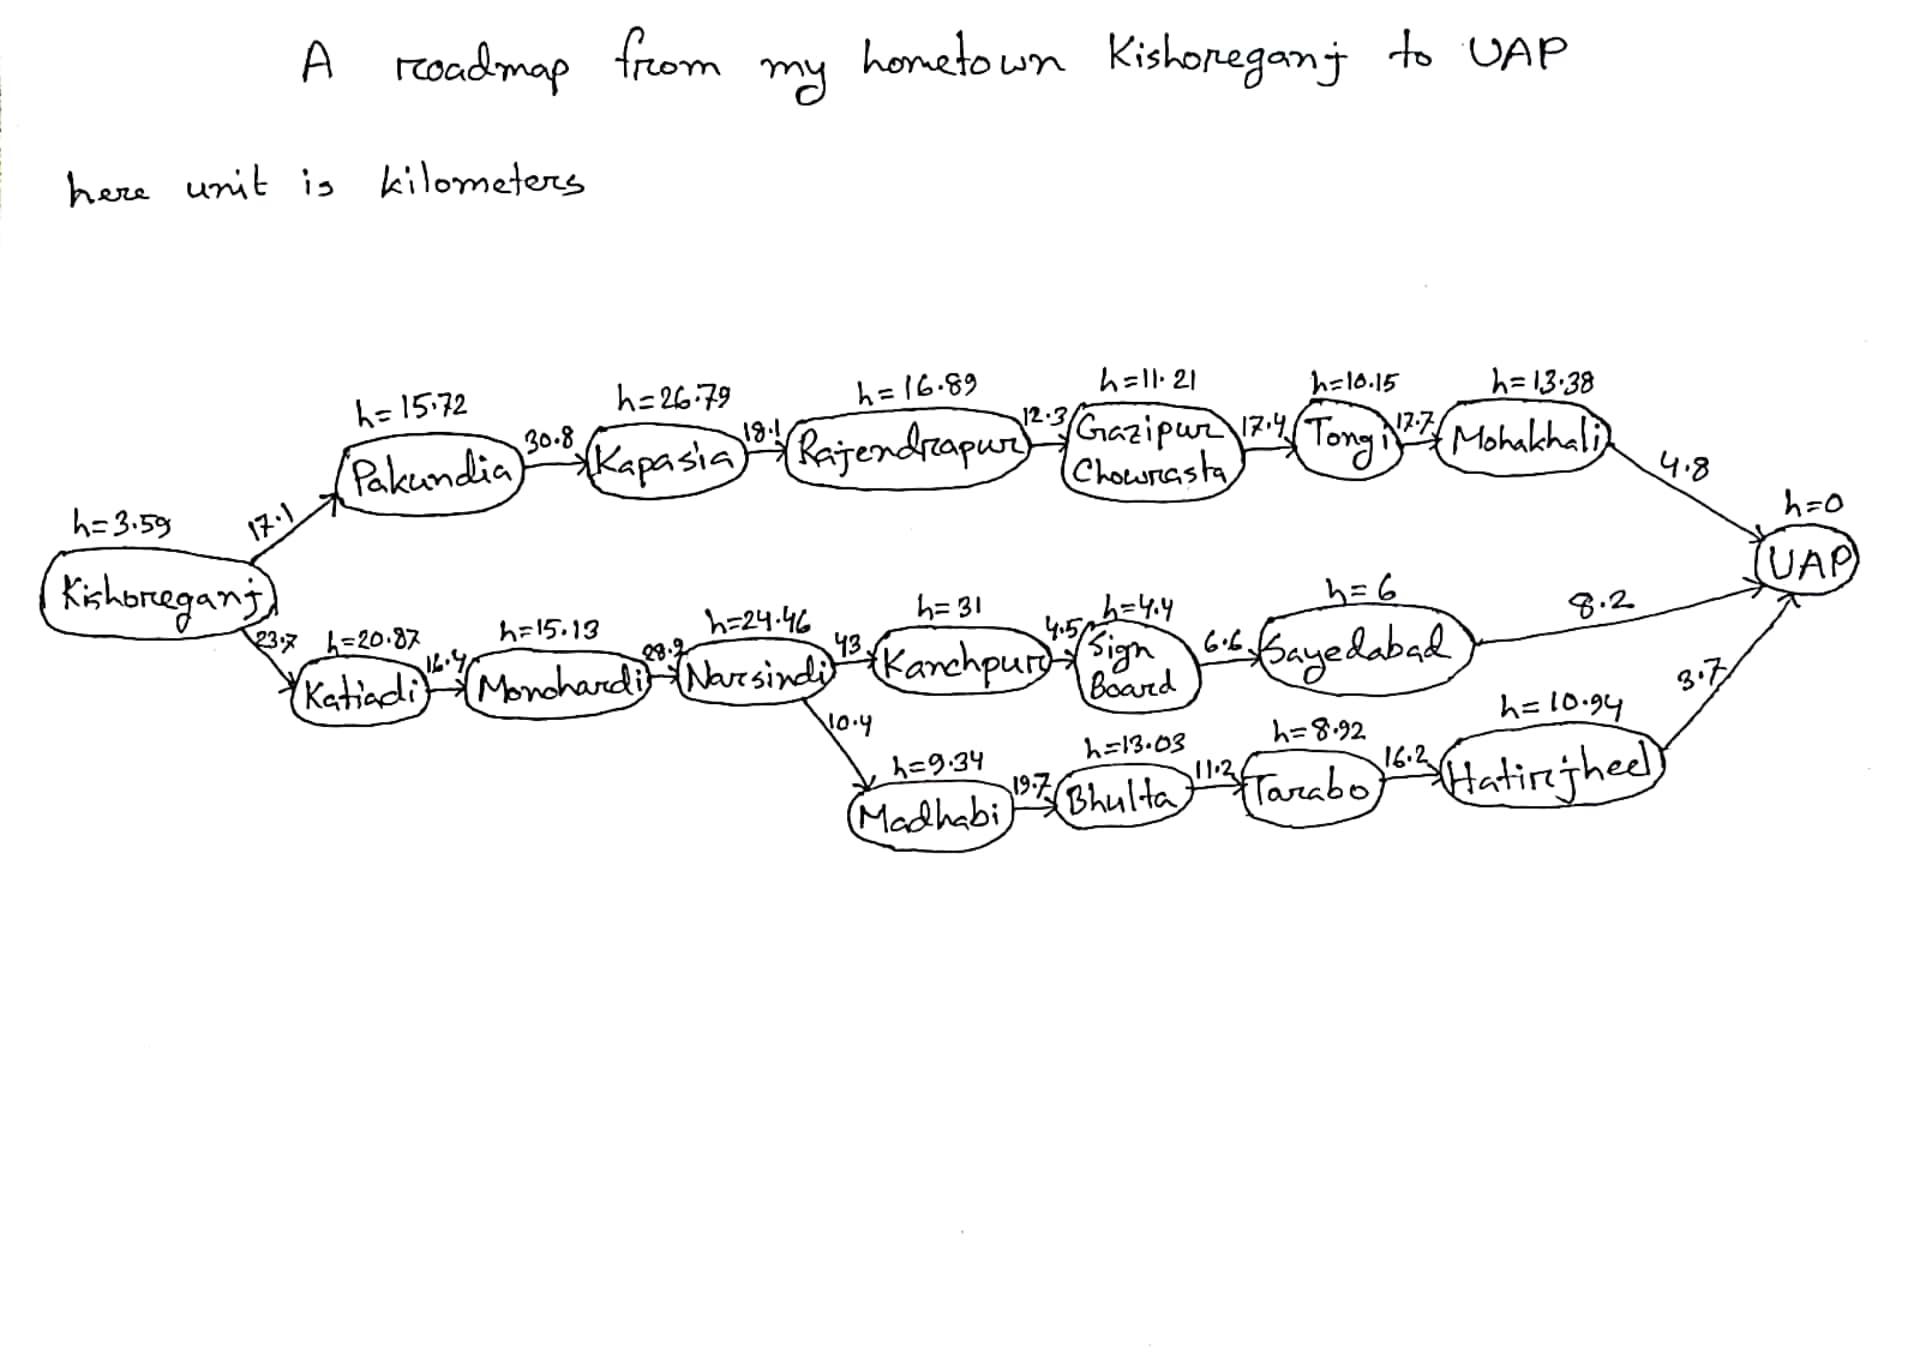 A roadmap from my hometown Kishoreganj to UAP
here unit is kilometers
h=15.72 h=26.79 h=16.89 h=11.21 h=10.15 h=13.38
17.1 Pakundia 30.8 Kapasia 18.1 Rajendrapur 12.3 Gazipur Chowrasta 17.4 Tongi 17.7 Mohakhali 4.8
h=3.59 h=0
Kishoreganj UAP
h=20.87 h=15.13 h=24.46 h=31 h=4.4 h=6
23.7 Katiadi 16.4 Monohardi 28.2 Narsindi 43 Kanchpur 4.5 Sign Board 6.6 Sayedabad 8.2
h=9.34 h=13.03 h=8.92 h=10.94
10.4 Madhabi 19.7 Bhulta 11.2 Tarabo 16.2 Hatirjheel 3.7